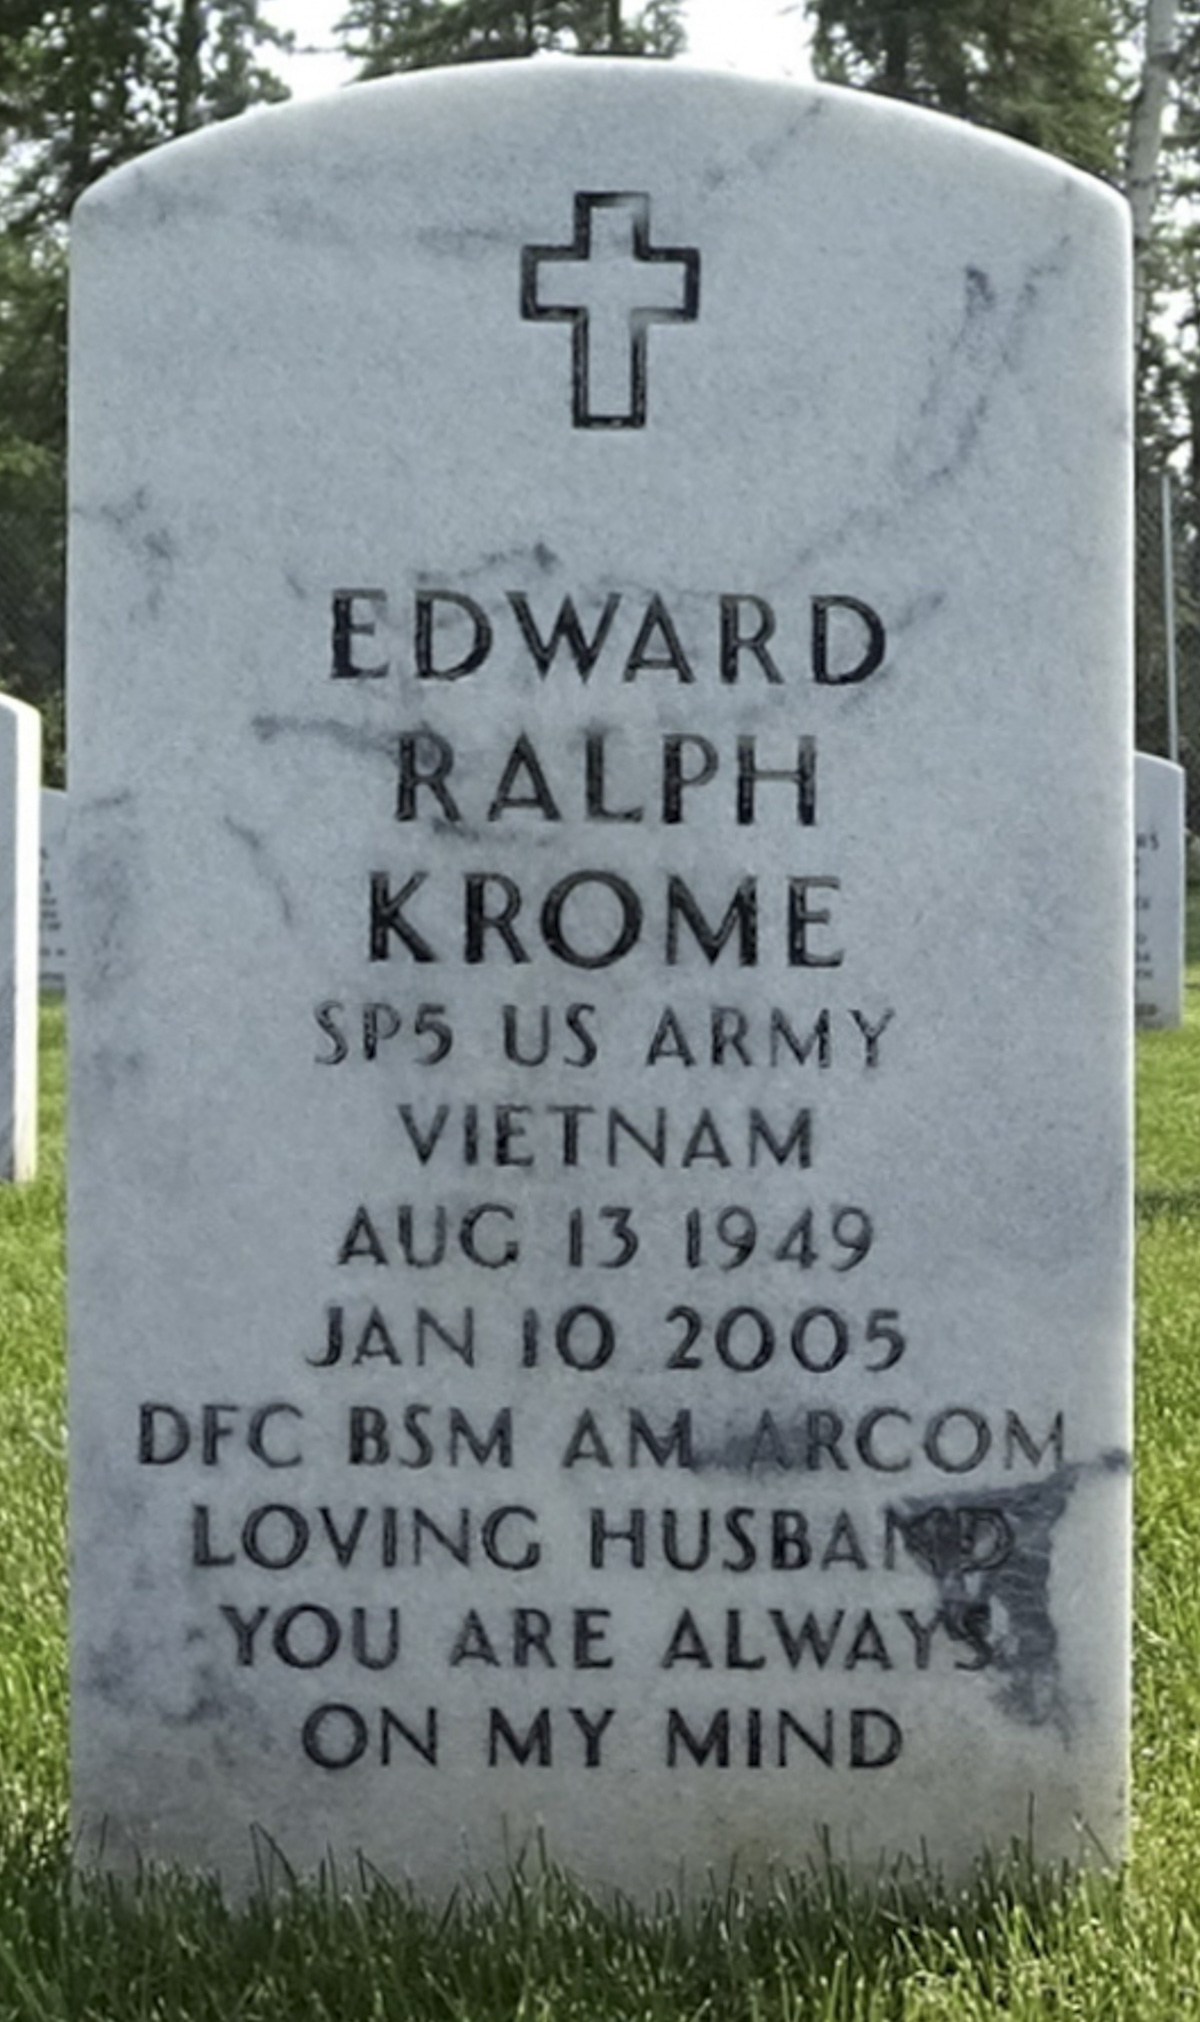 EDWARD
RALPH
KROME
SP5 US ARMY
VIETNAM
AUG 13 1949
JAN 10 2005
DFC BSM AM ARCOM
LOVING HUSBAND
YOU ARE ALWAYS
ON MY MIND